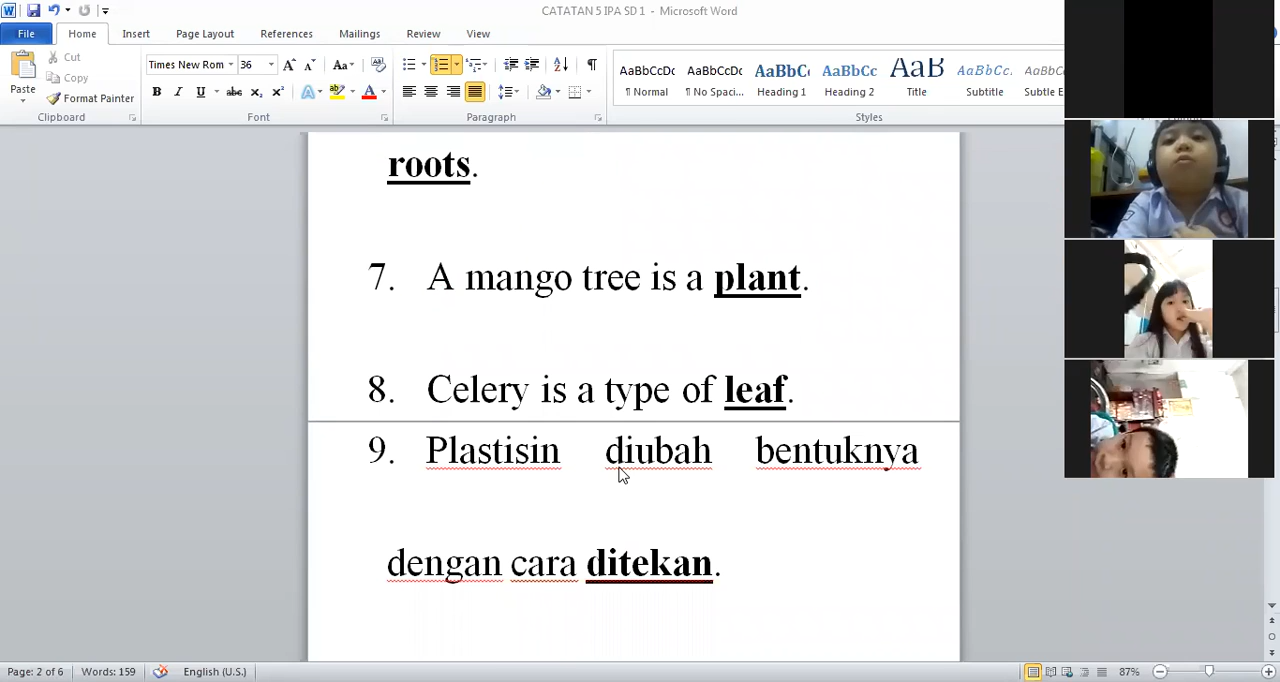 CATATAN 5 IPA SD 1 - Microsoft Word
File Home Insert Page Layout References Mailings Review View
Cut
Copy
Paste
Format Painter
Clipboard
Times New Rom 36
Font
Paragraph
AaBbCcDc AaBbCcDc AaBbC AaBbCc AaB AaBbCc. AaBbCc
¶ Normal ¶ No Spaci... Heading 1 Heading 2 Title Subtitle Subtle E
Styles
roots.
7. A mango tree is a plant.
8. Celery is a type of leaf.
9. Plastisin diubah bentuknya
dengan cara ditekan.
Page: 2 of 6 Words: 159 English (U.S.) 87%